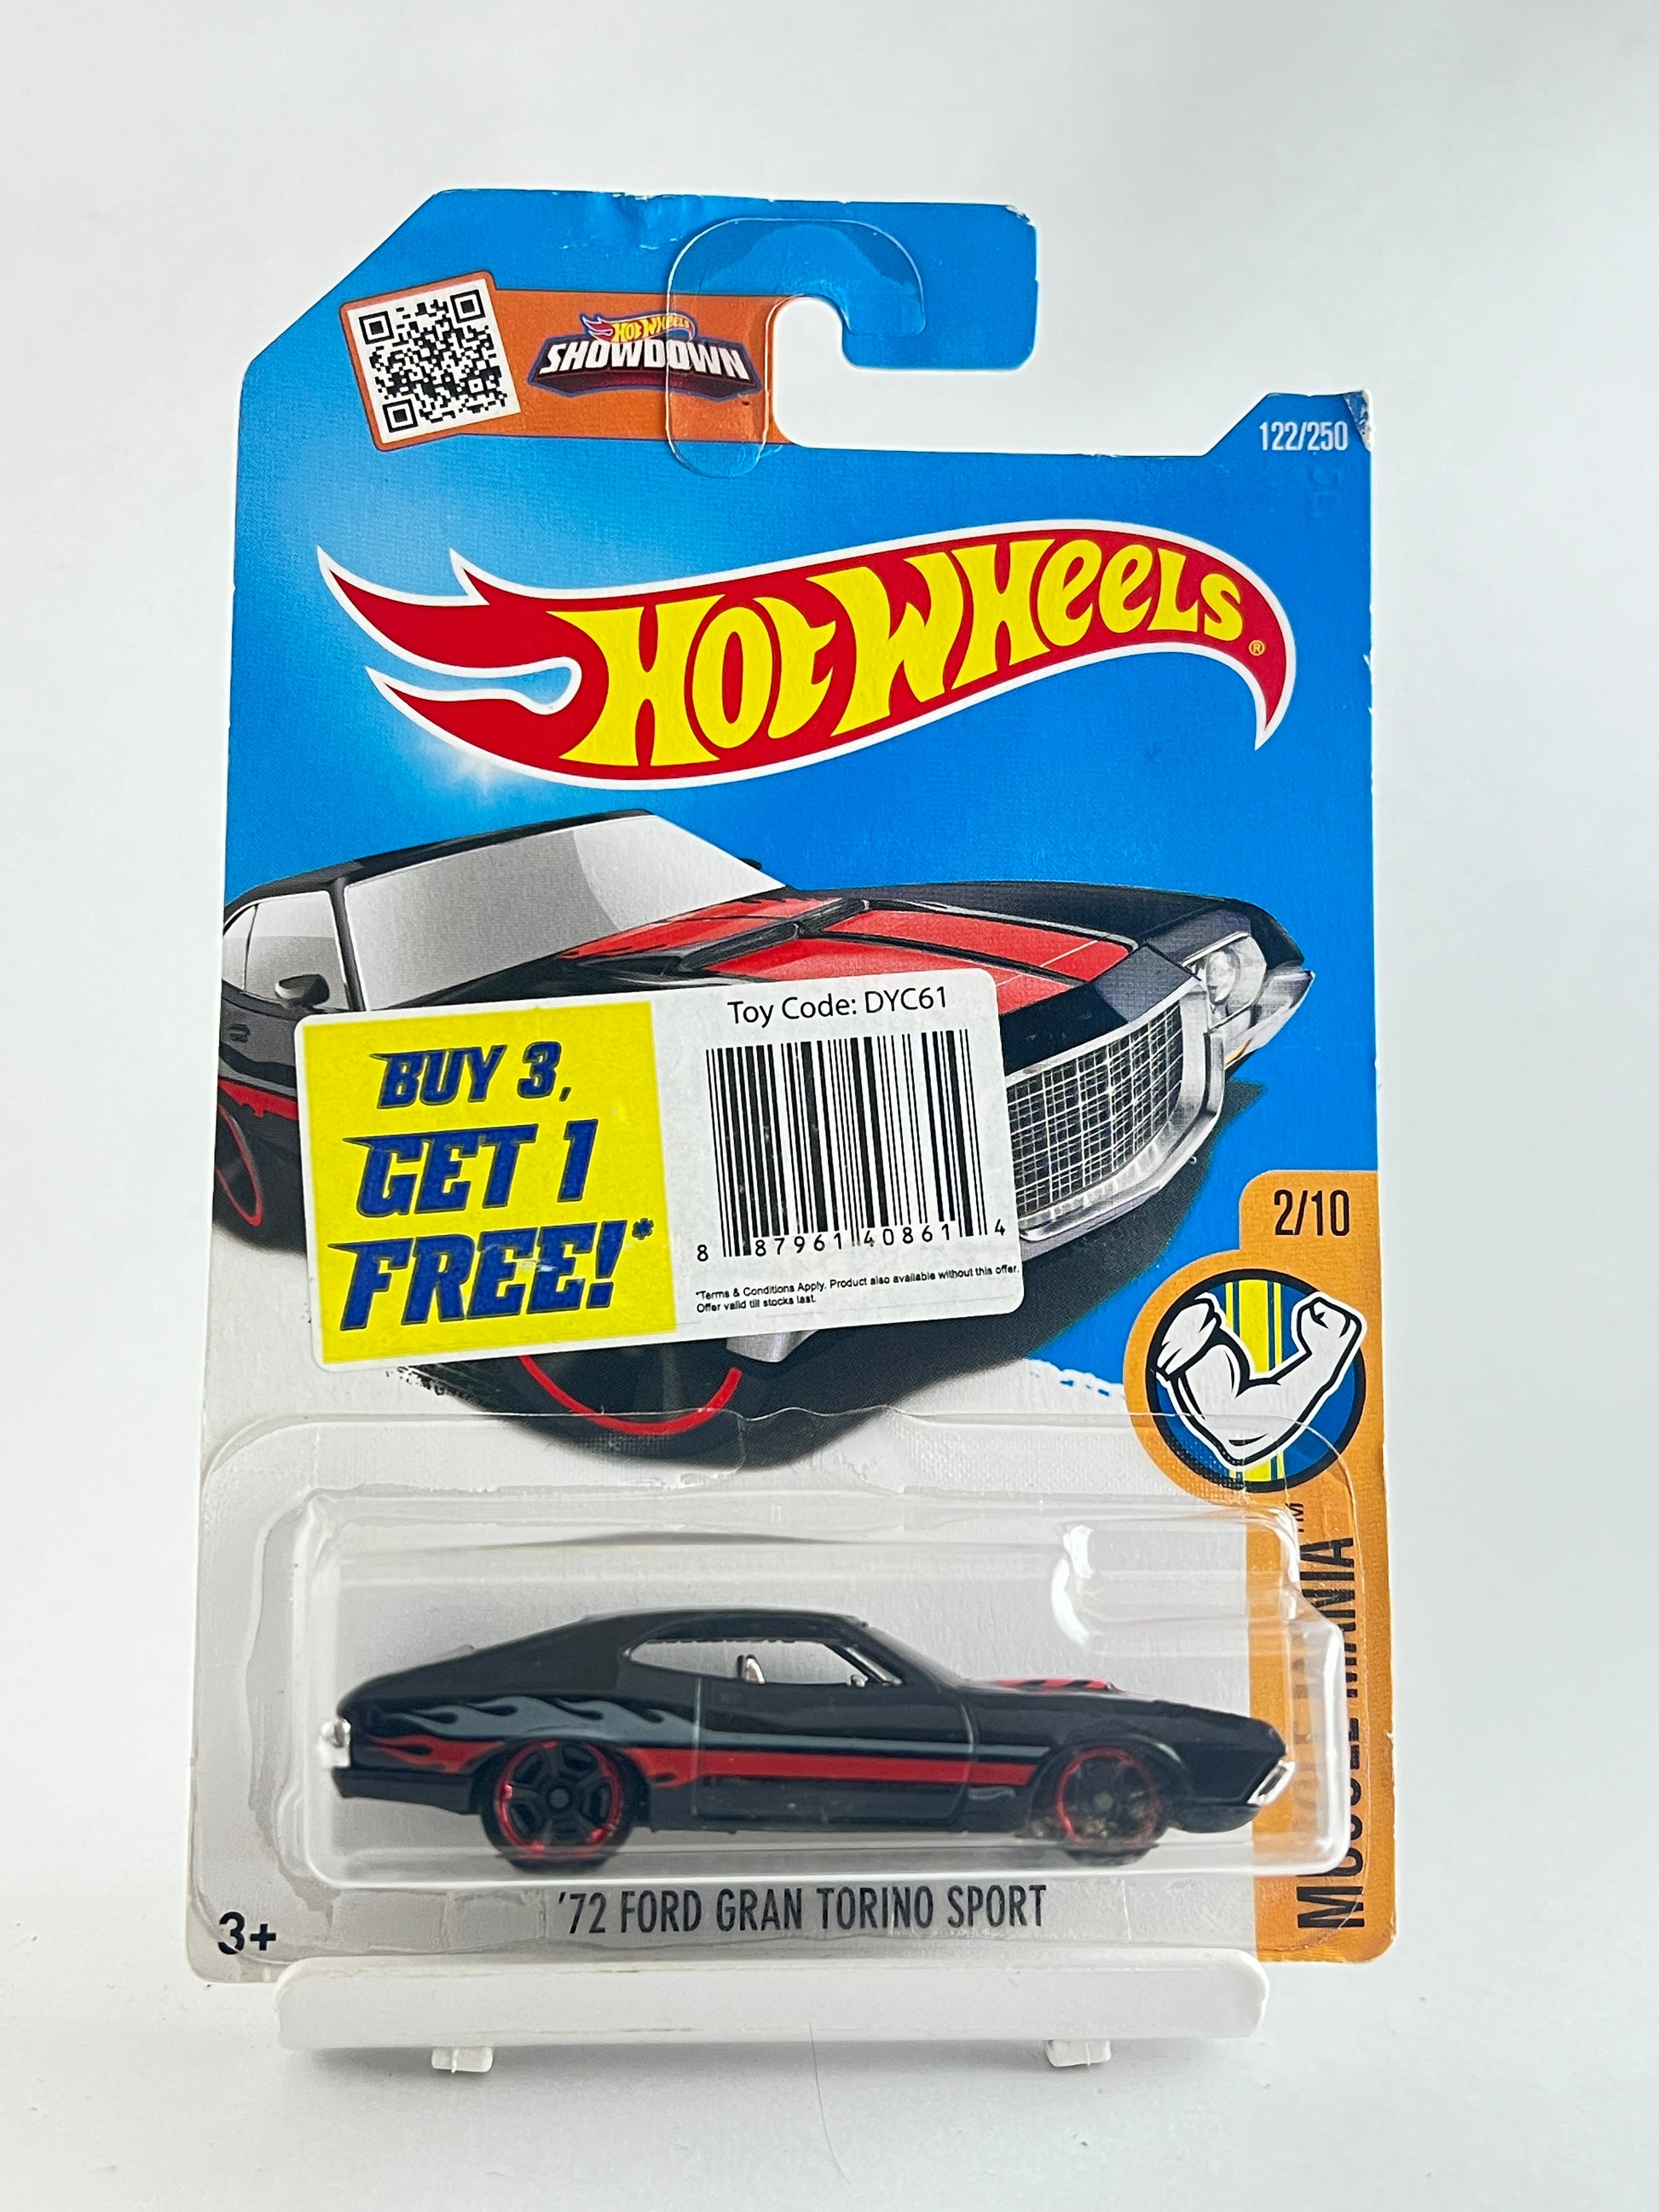 HOT WHEELS
SHOWDOWN
122/250
HOT WHEELS®
Toy Code: DYC61
BUY 3,
GET 1
FREE!*
8 87961 40861 4
*Terms & Conditions Apply. Product also available without this offer.
Offer valid till stocks last.
2/10
MUSCLE MANIA™
'72 FORD GRAN TORINO SPORT
3+